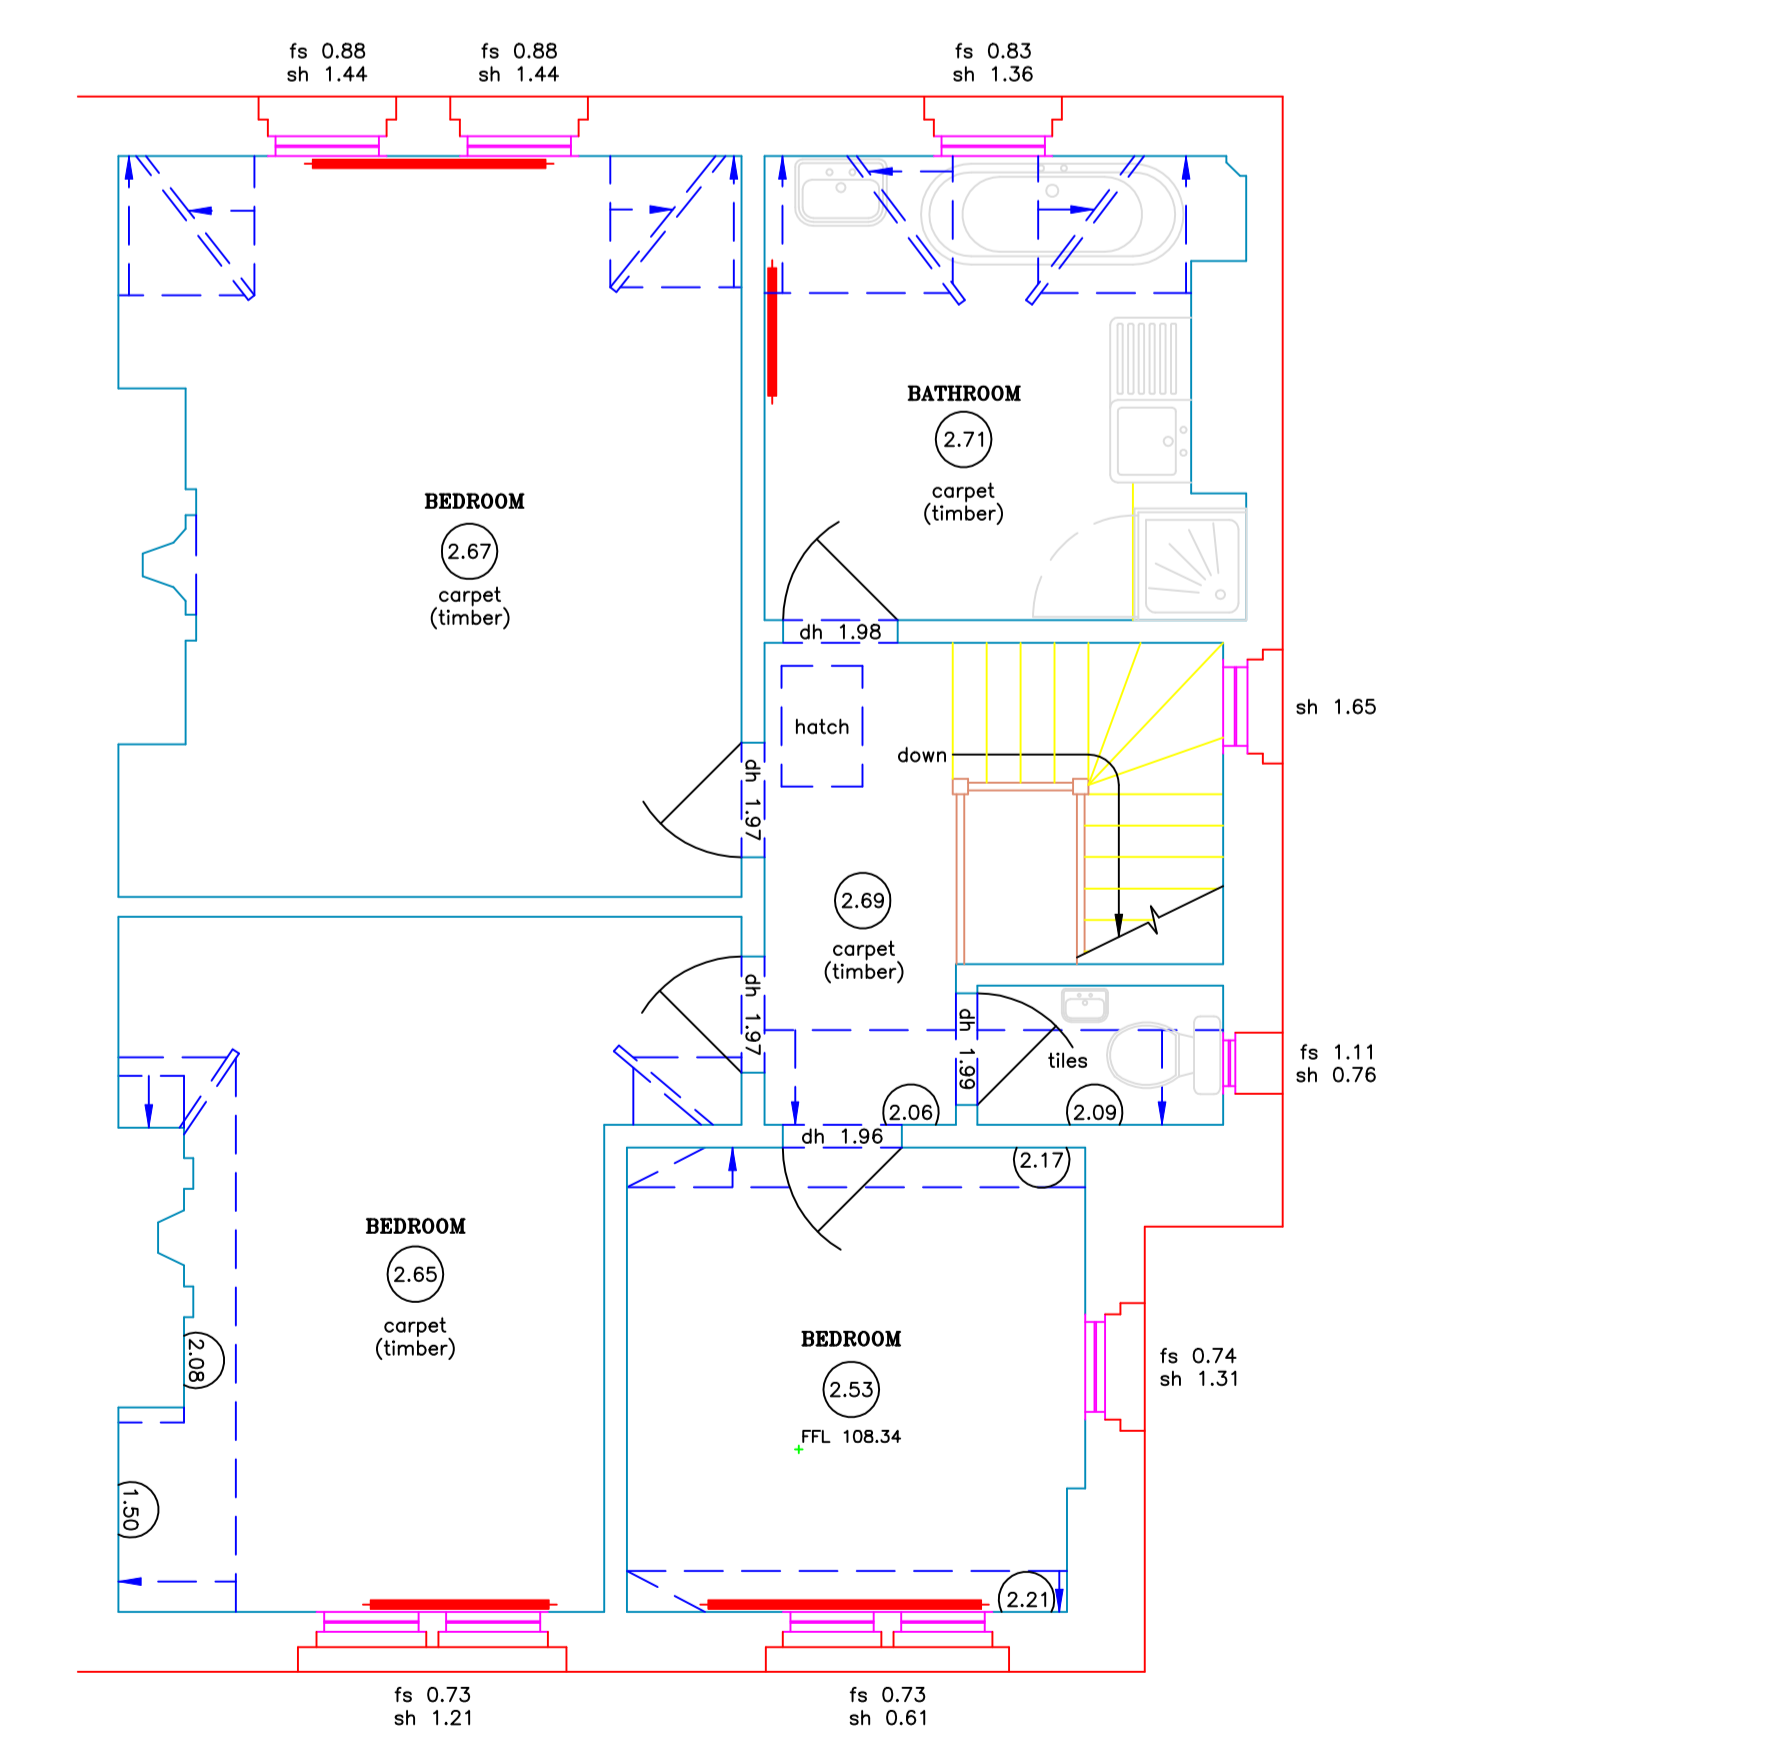 fs 0.88
sh 1.44
fs 0.88
sh 1.44
fs 0.83
sh 1.36
BATHROOM
2.71
carpet
(timber)
BEDROOM
2.67
carpet
(timber)
dh 1.98
hatch
down
sh 1.65
dh 1.97
2.69
carpet
(timber)
dh 1.97
dh 1.99
tiles
fs 1.11
sh 0.76
2.06
2.09
dh 1.96
2.17
BEDROOM
2.65
carpet
(timber)
2.08
BEDROOM
2.53
FFL 108.34
fs 0.74
sh 1.31
1.50
2.21
fs 0.73
sh 1.21
fs 0.73
sh 0.61